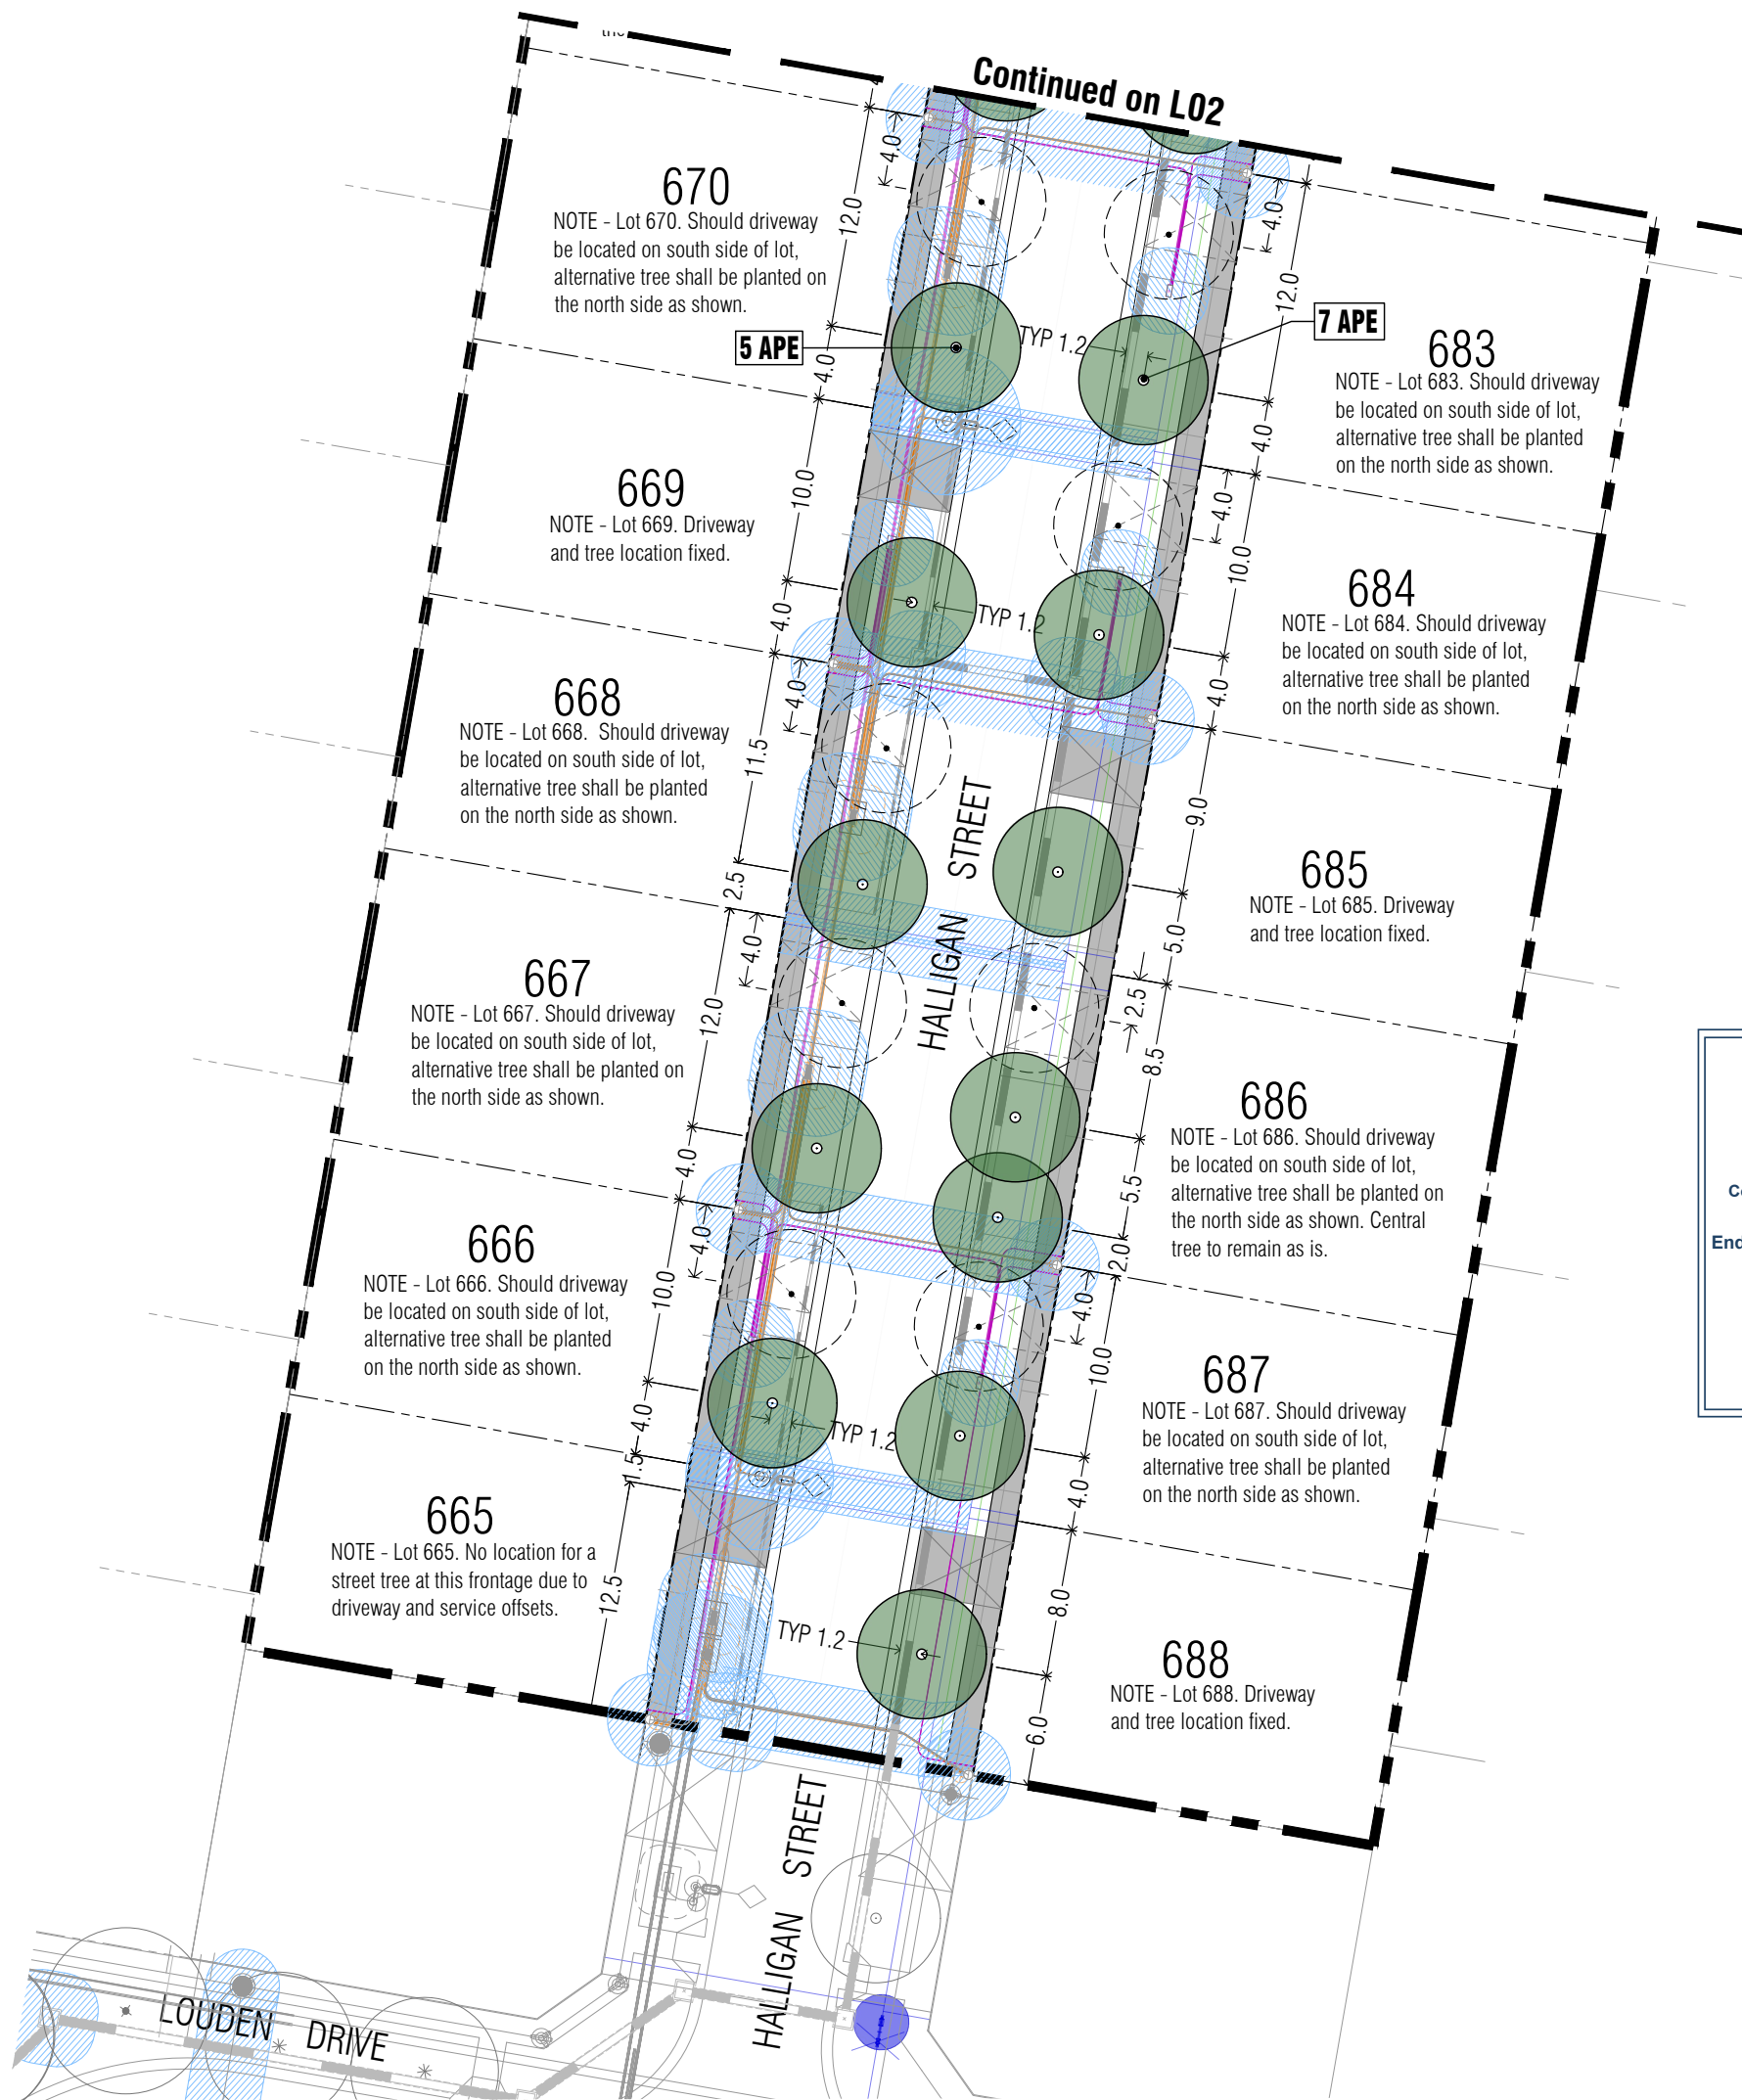 Continued on L02
670
NOTE - Lot 670. Should driveway
be located on south side of lot,
alternative tree shall be planted on
the north side as shown.
5 APE
7 APE
683
NOTE - Lot 683. Should driveway
be located on south side of lot,
alternative tree shall be planted
on the north side as shown.
669
NOTE - Lot 669. Driveway
and tree location fixed.
684
NOTE - Lot 684. Should driveway
be located on south side of lot,
alternative tree shall be planted
on the north side as shown.
668
NOTE - Lot 668. Should driveway
be located on south side of lot,
alternative tree shall be planted
on the north side as shown.
685
NOTE - Lot 685. Driveway
and tree location fixed.
667
NOTE - Lot 667. Should driveway
be located on south side of lot,
alternative tree shall be planted on
the north side as shown.
686
NOTE - Lot 686. Should driveway
be located on south side of lot,
alternative tree shall be planted on
the north side as shown. Central
tree to remain as is.
666
NOTE - Lot 666. Should driveway
be located on south side of lot,
alternative tree shall be planted
on the north side as shown.
687
NOTE - Lot 687. Should driveway
be located on south side of lot,
alternative tree shall be planted
on the north side as shown.
665
NOTE - Lot 665. No location for a
street tree at this frontage due to
driveway and service offsets.
688
NOTE - Lot 688. Driveway
and tree location fixed.
4.0
12.0
4.0
10.0
4.0
4.0
11.5
2.5
4.0
12.0
4.0
4.0
10.0
4.0
1.5
12.5
4.0
12.0
4.0
4.0
10.0
4.0
9.0
5.0
2.5
8.5
5.5
2.0
4.0
10.0
4.0
8.0
6.0
TYP 1.2
TYP 1.2
TYP 1.2
TYP 1.2
HALLIGAN STREET
HALLIGAN STREET
LOUDEN DRIVE